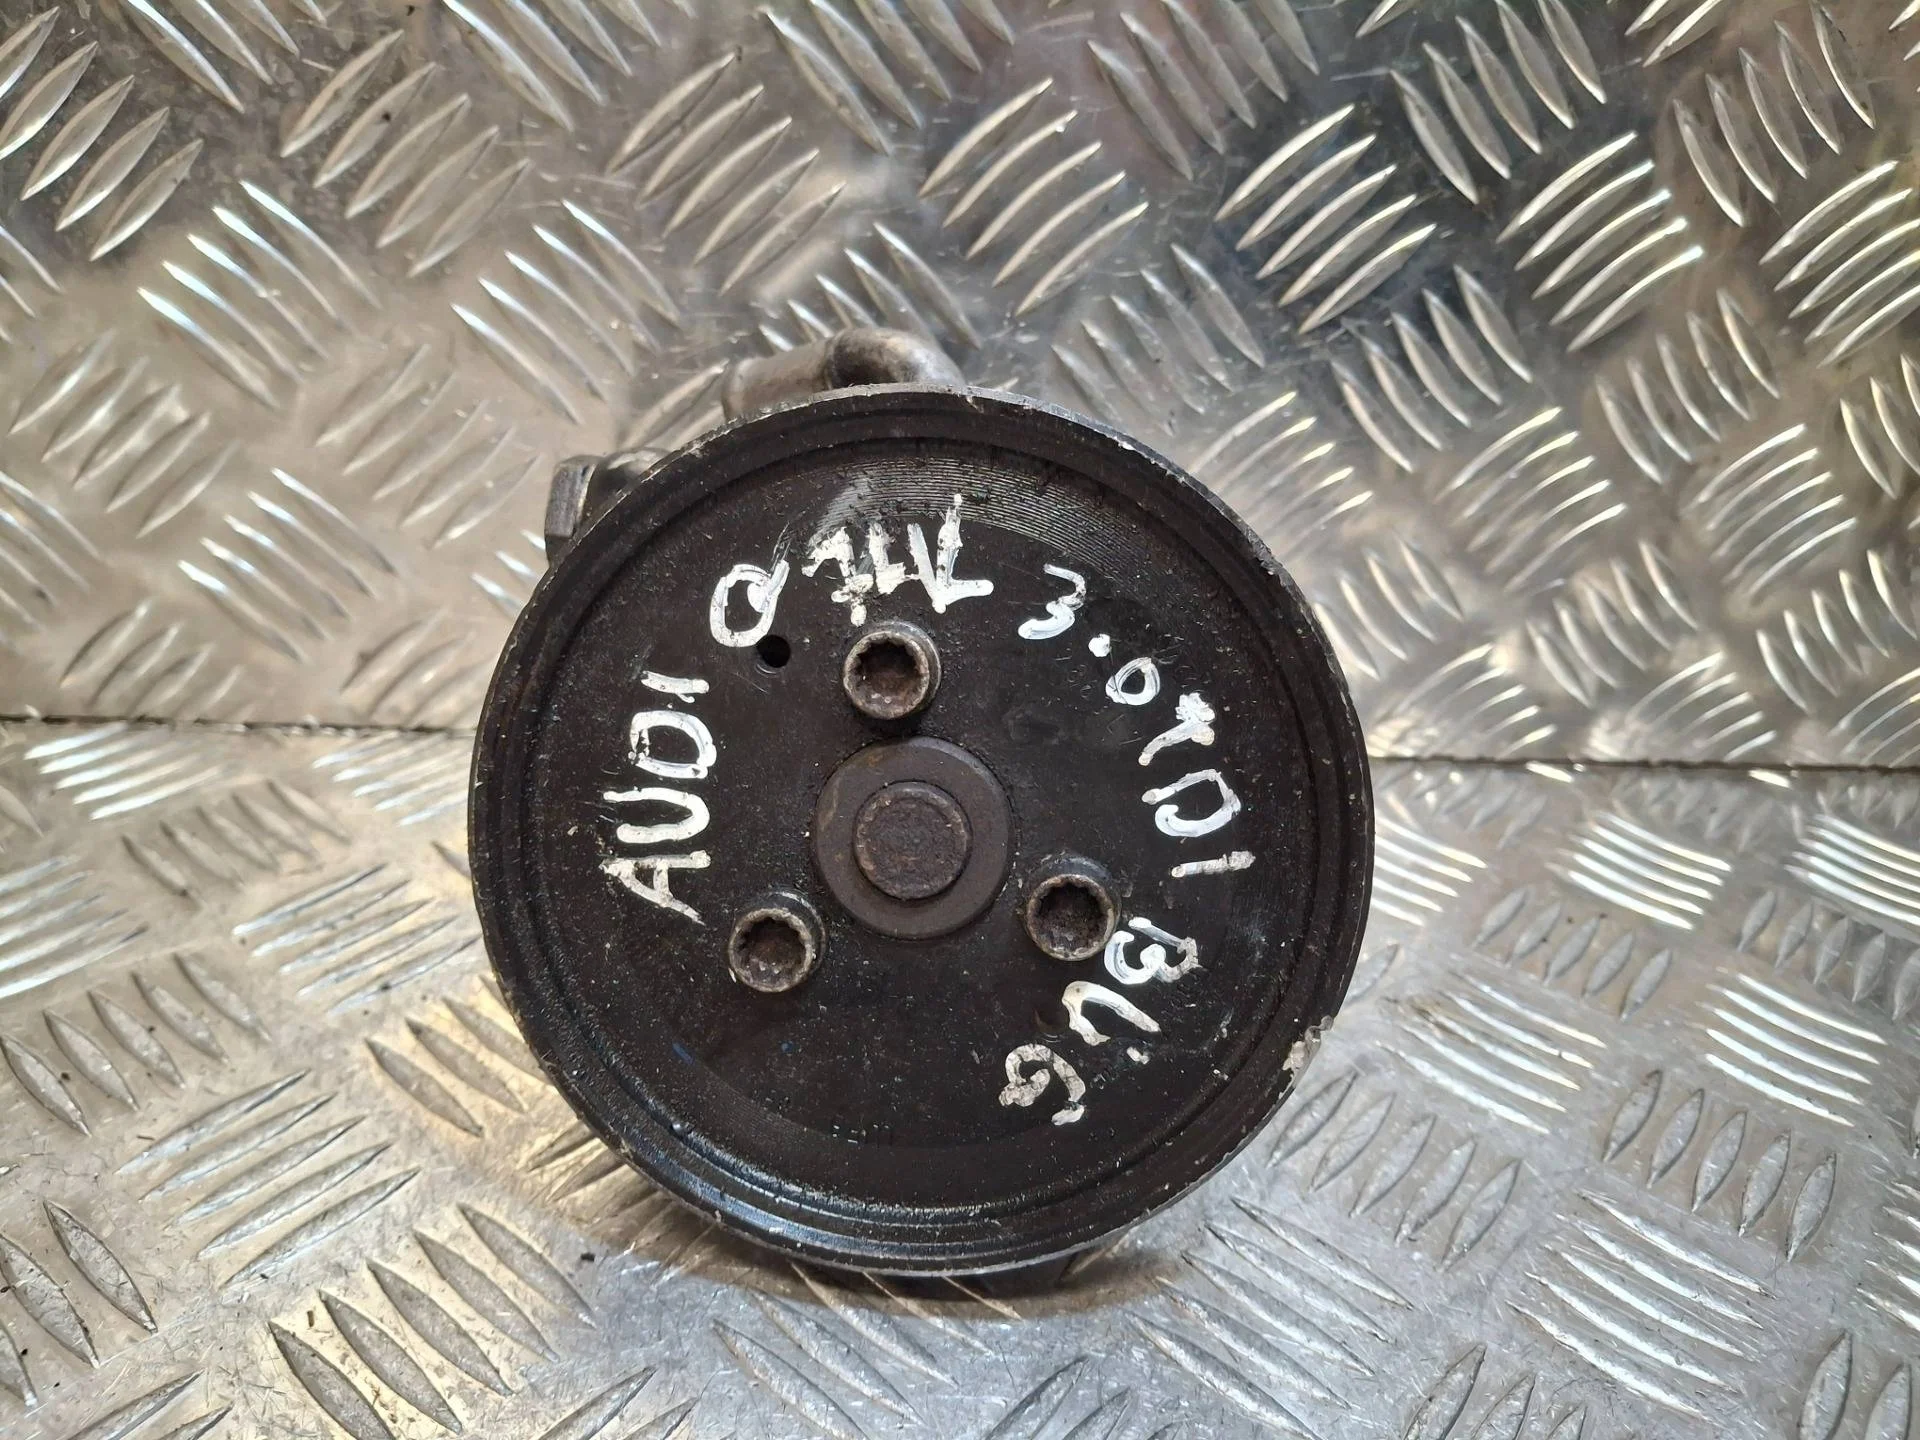 AUDI Q7 4L 3.0TDI BUG